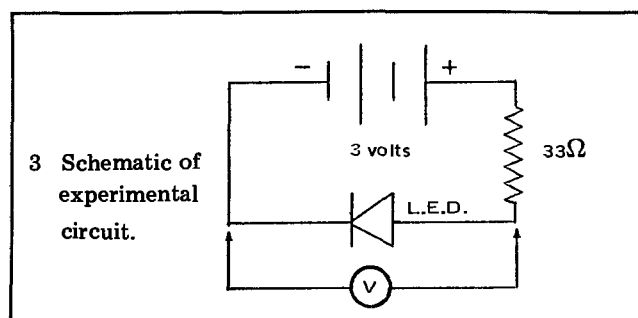 − +
3 volts
33Ω
3 Schematic of
experimental
circuit.
L.E.D.
V